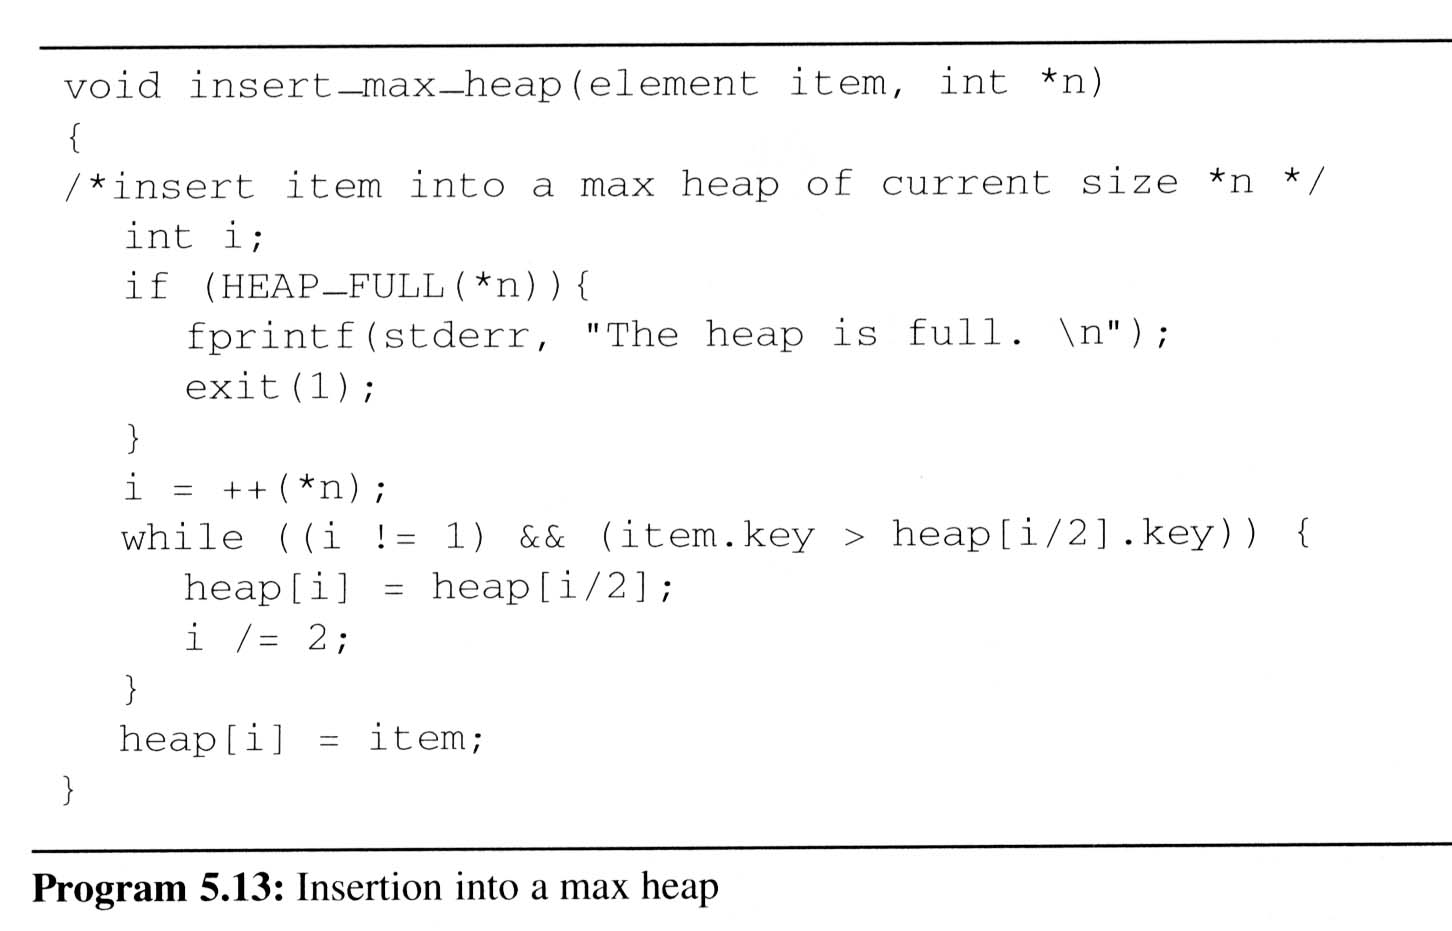 void insert_max_heap(element item, int *n)
{
/*insert item into a max heap of current size *n */
int i;
if (HEAP_FULL(*n)){
fprintf(stderr, "The heap is full. \n");
exit(1);
}
i = ++(*n);
while ((i != 1) && (item.key > heap[i/2].key)) {
heap[i] = heap[i/2];
i /= 2;
}
heap[i] = item;
}
Program 5.13: Insertion into a max heap